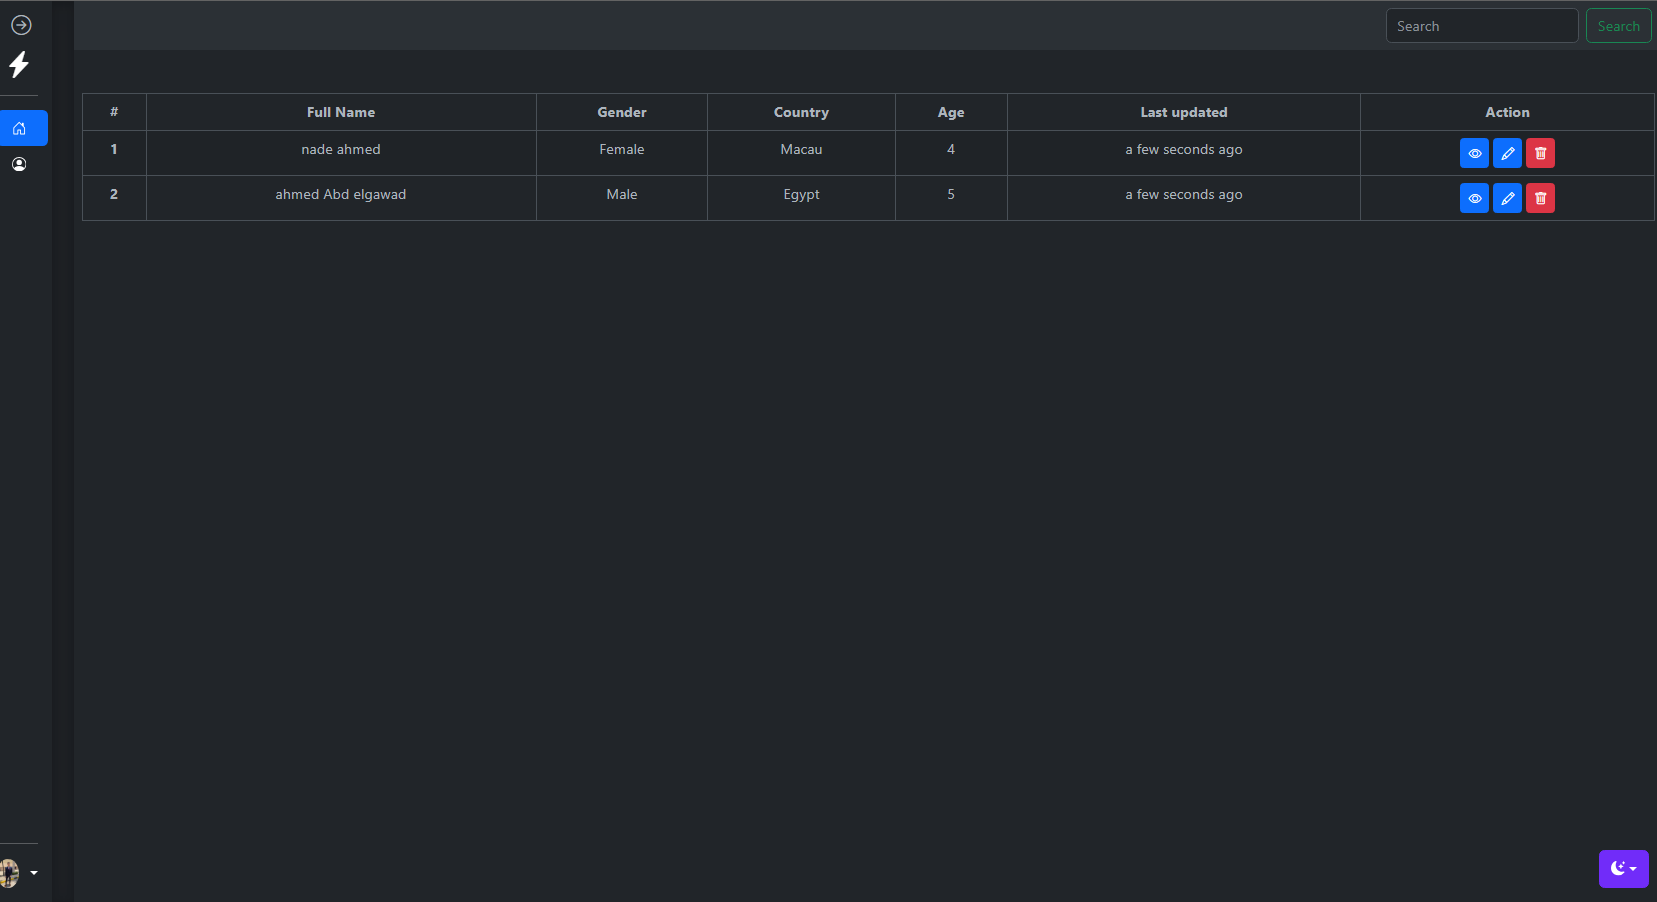 Search Search
# Full Name Gender Country Age Last updated Action
1 nade ahmed Female Macau 4 a few seconds ago
2 ahmed Abd elgawad Male Egypt 5 a few seconds ago